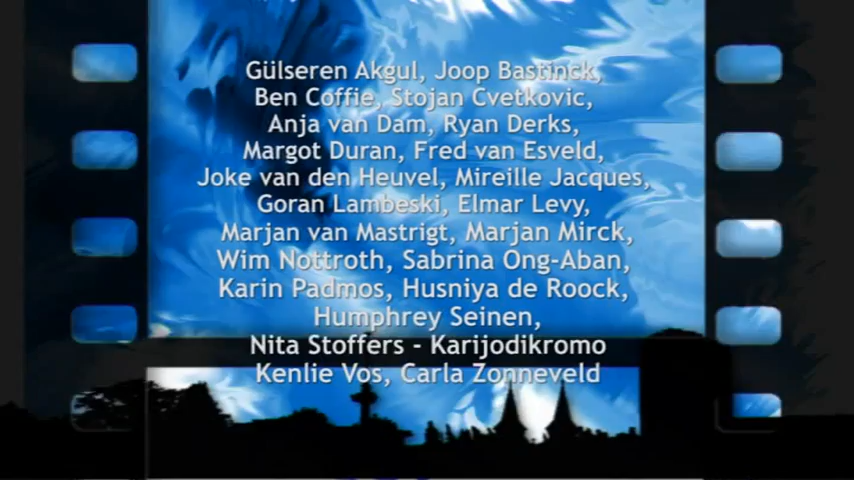 Gülseren Akgul, Joop Bastinck,
Ben Coffie, Stojan Cvetkovic,
Anja van Dam, Ryan Derks,
Margot Duran, Fred van Esveld,
Joke van den Heuvel, Mireille Jacques,
Goran Lambeski, Elmar Levy,
Marjan van Mastrigt, Marjan Mirck,
Wim Nottroth, Sabrina Ong-Aban,
Karin Padmos, Husniya de Roock,
Humphrey Seinen,
Nita Stoffers - Karijodikromo
Kenlie Vos, Carla Zonneveld